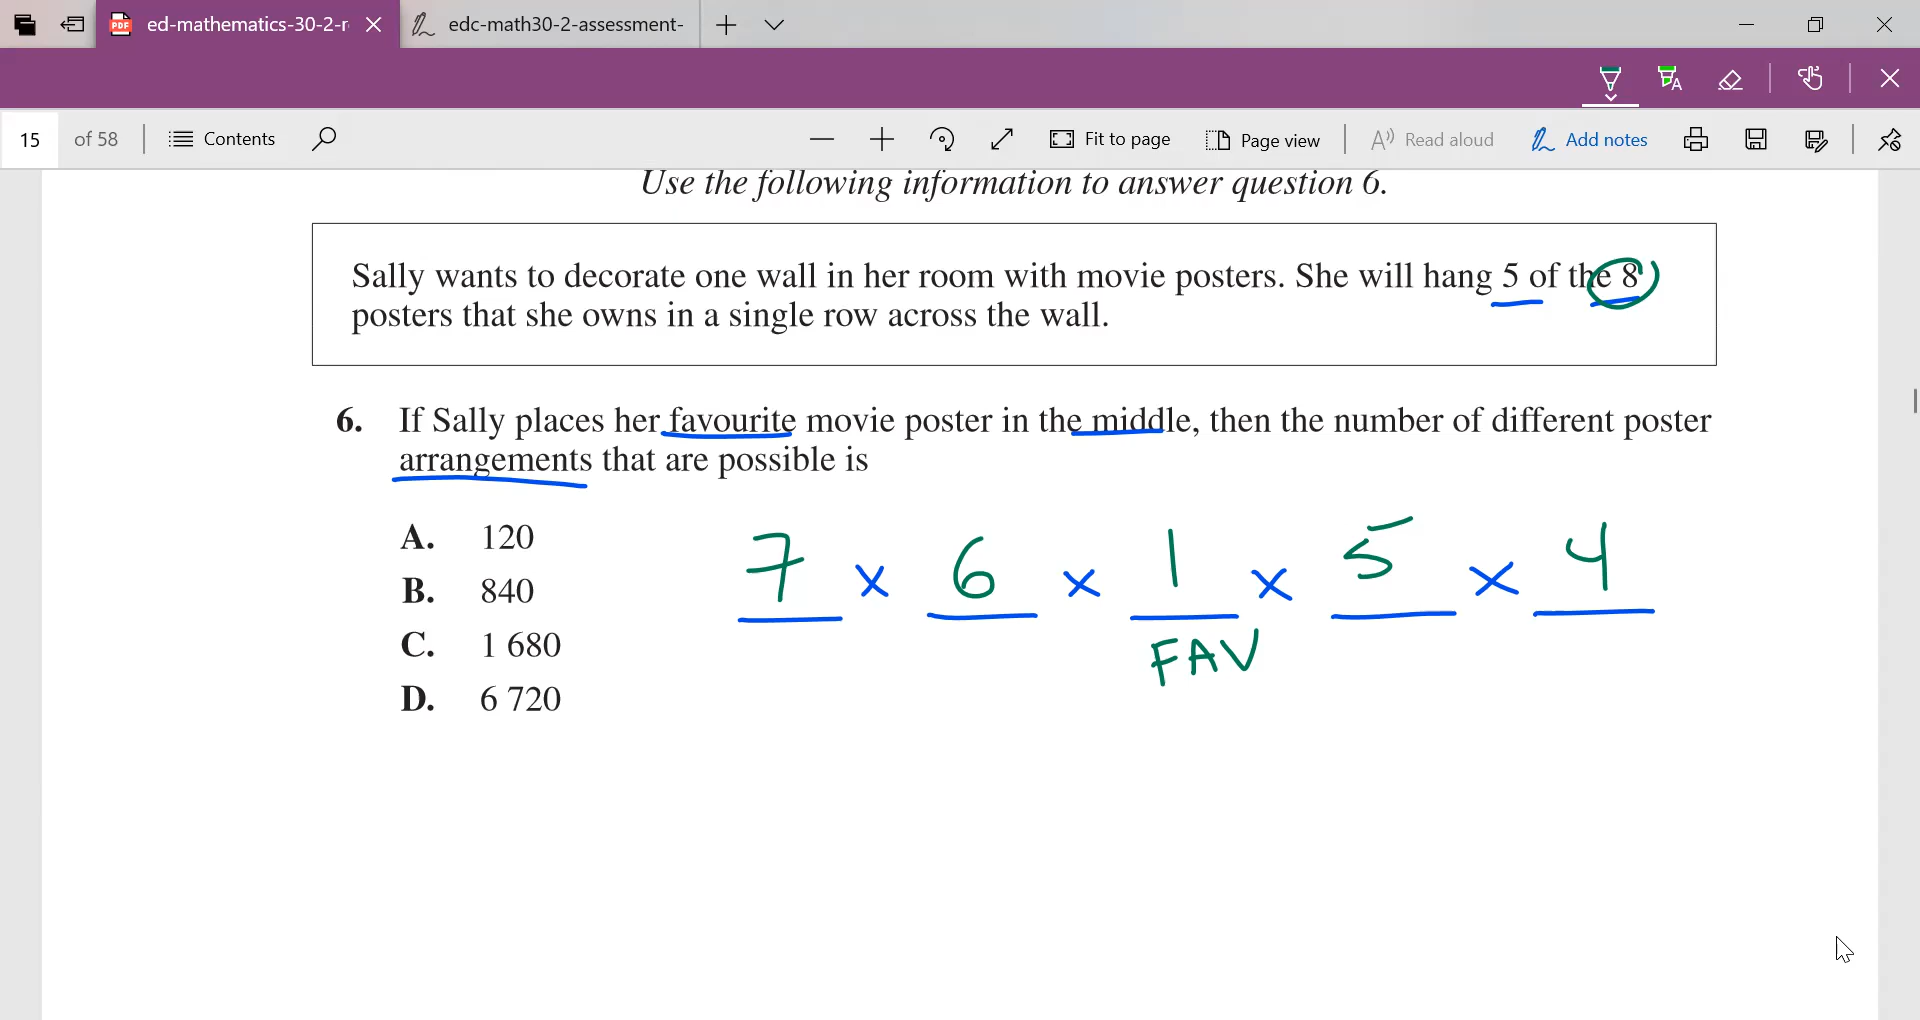 ed-mathematics-30-2-r
edc-math30-2-assessment-
15 of 58 Contents Fit to page Page view Read aloud Add notes
Use the following information to answer question 6.
Sally wants to decorate one wall in her room with movie posters. She will hang 5 of the 8
posters that she owns in a single row across the wall.
6. If Sally places her favourite movie poster in the middle, then the number of different poster
arrangements that are possible is
A. 120
B. 840
C. 1 680
D. 6 720
7 × 6 × 1 × 5 × 4
FAV